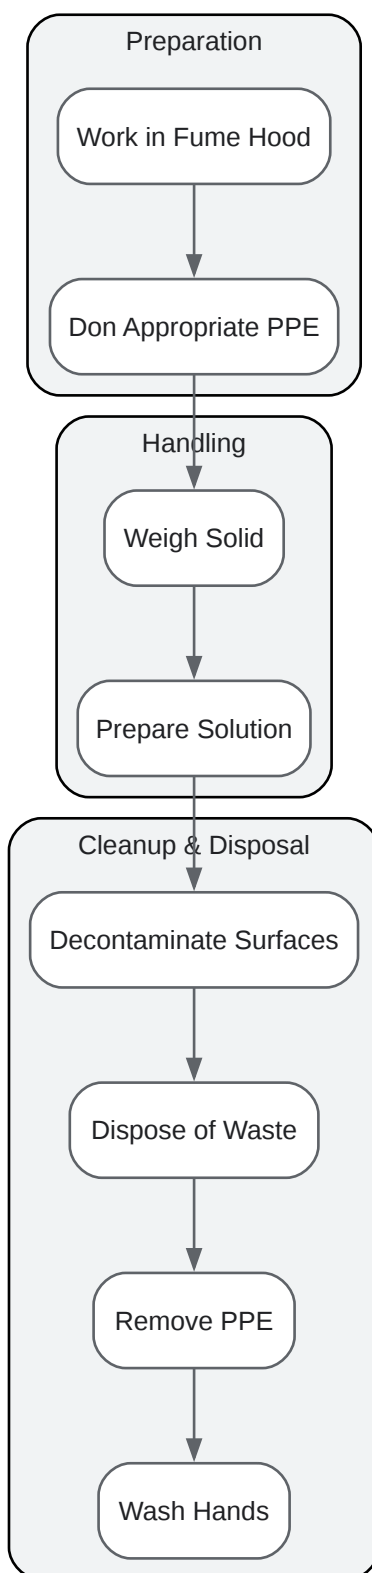 Preparation
Work in Fume Hood
Don Appropriate PPE
Handling
Weigh Solid
Prepare Solution
Cleanup & Disposal
Decontaminate Surfaces
Dispose of Waste
Remove PPE
Wash Hands